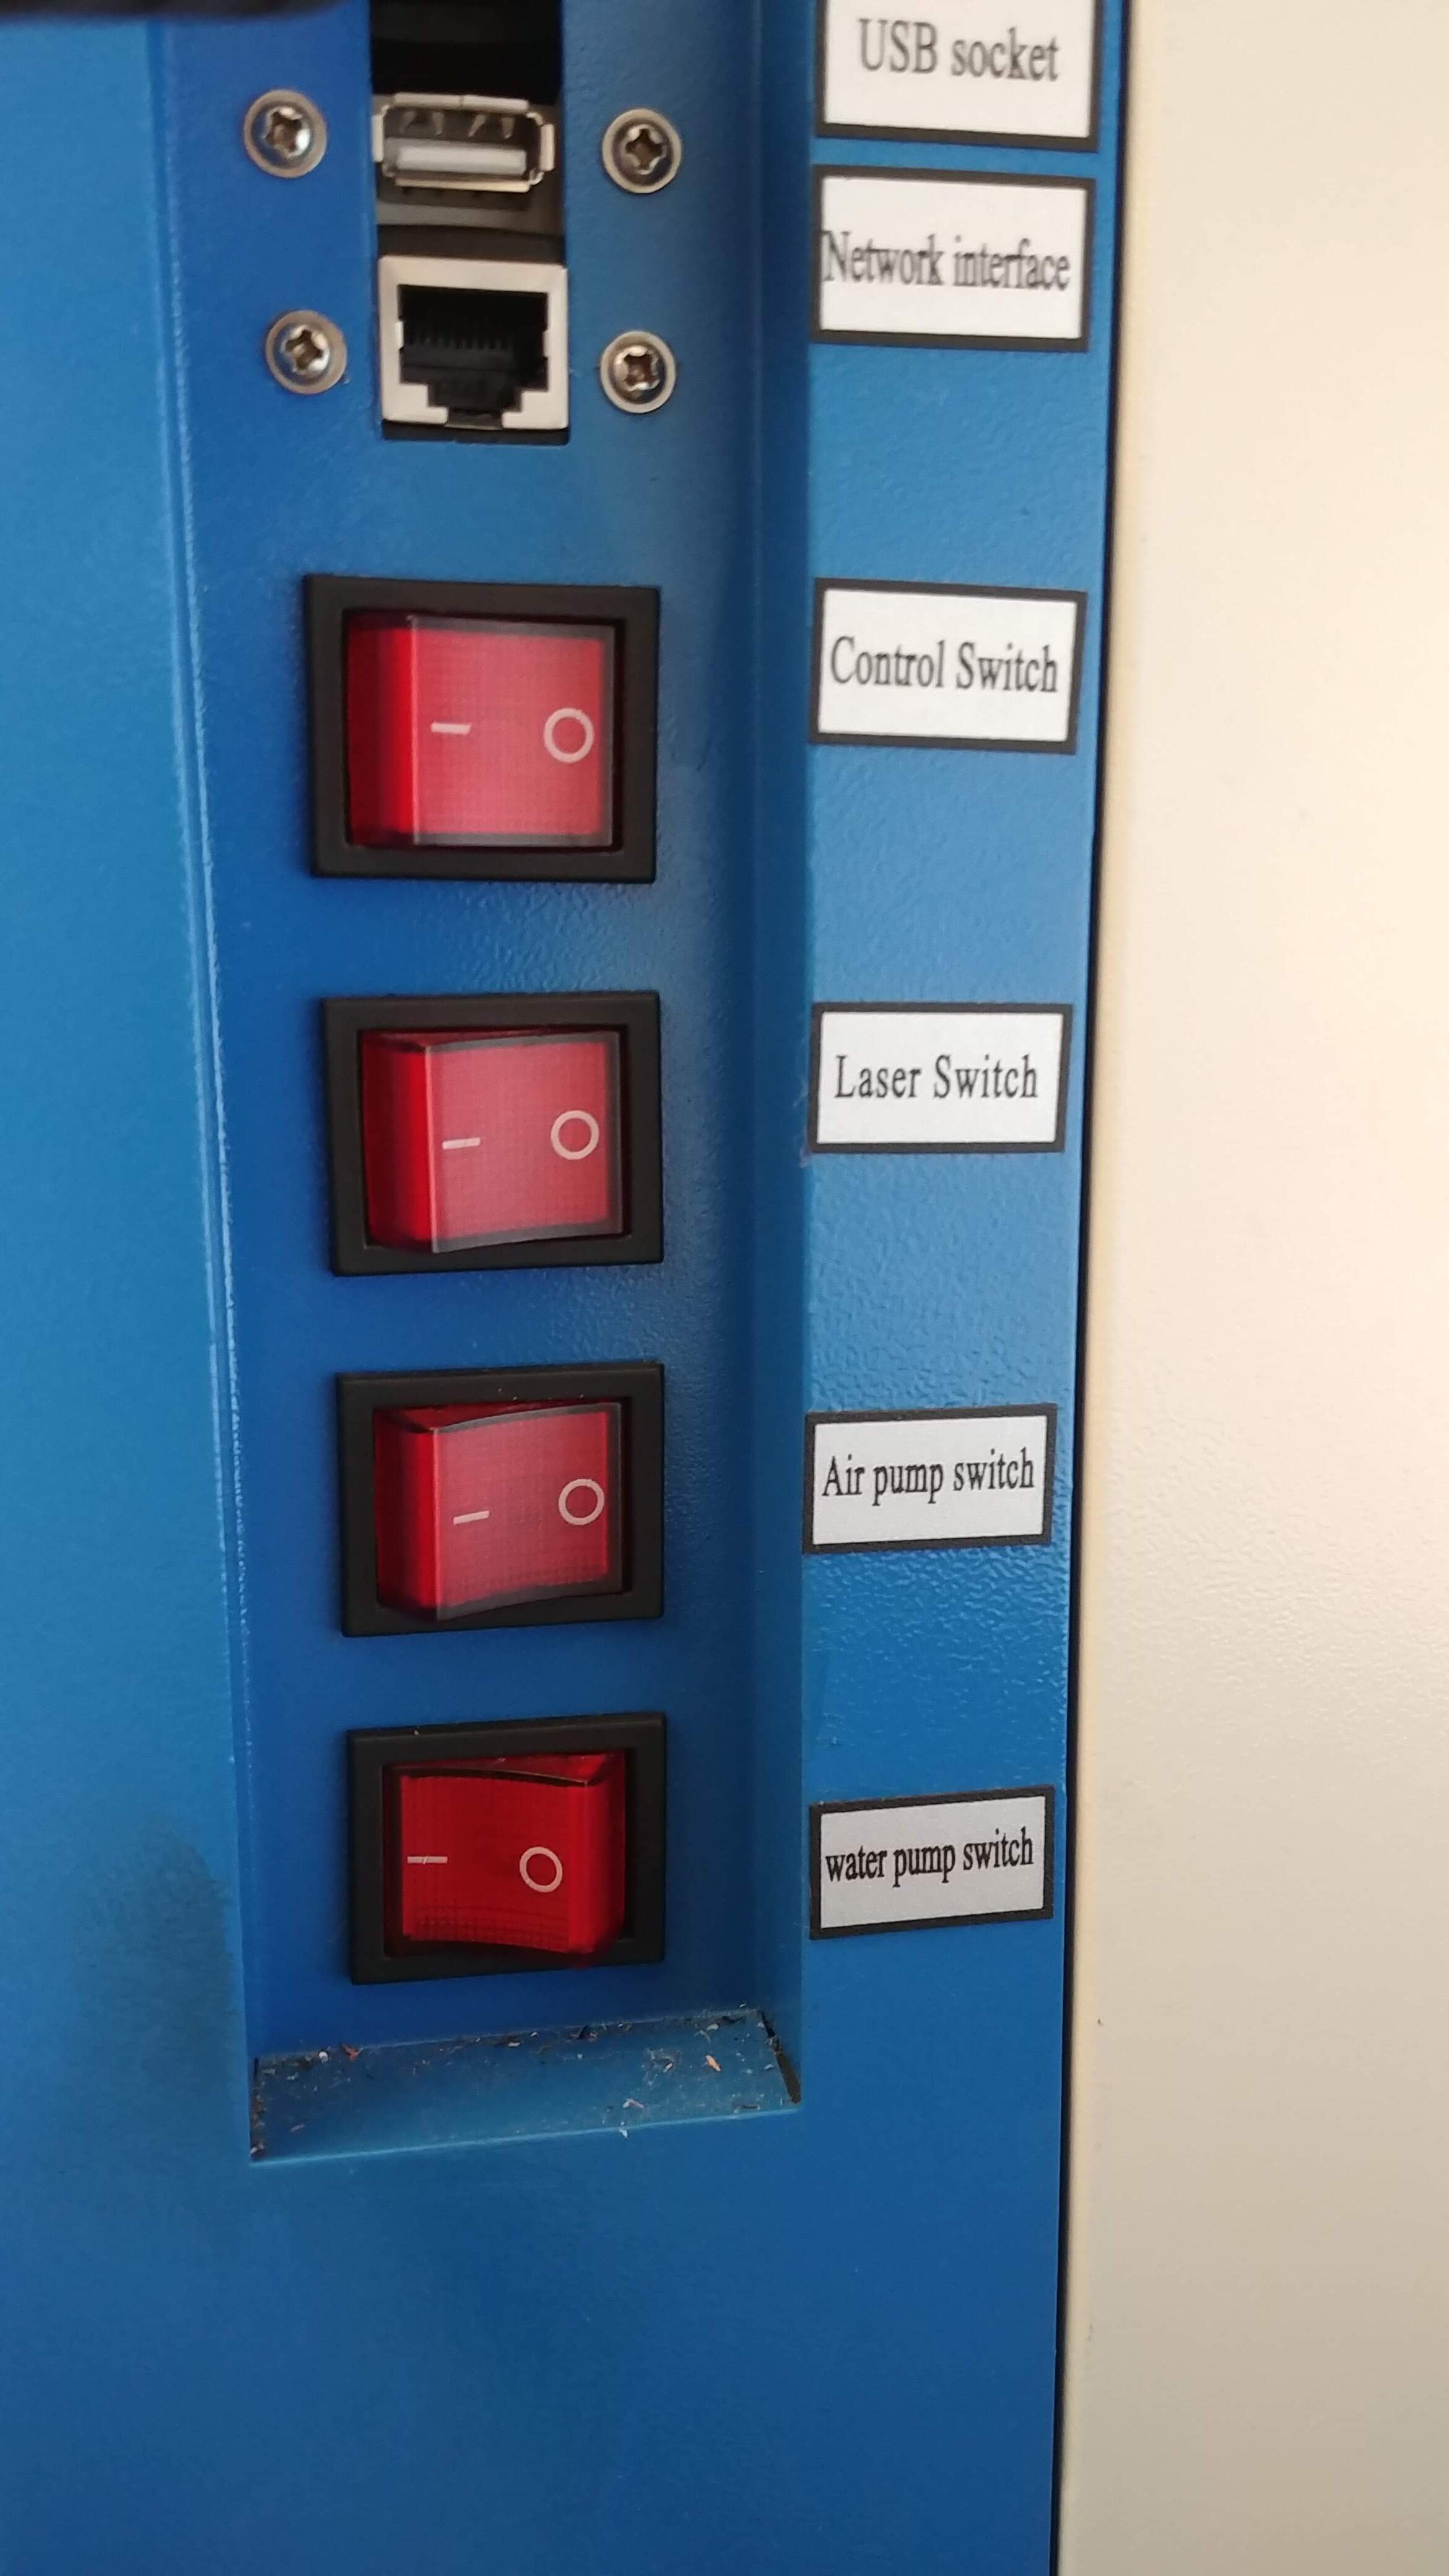 USB socket
Network interface
Control Switch
Laser Switch
Air pump switch
water pump switch